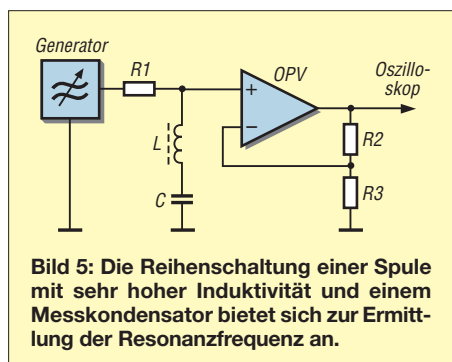 Generator
R1
OPV
Oszillo-
skop
+
−
L
C
R2
R3
Bild 5: Die Reihenschaltung einer Spule
mit sehr hoher Induktivität und einem
Messkondensator bietet sich zur Ermitt-
lung der Resonanzfrequenz an.